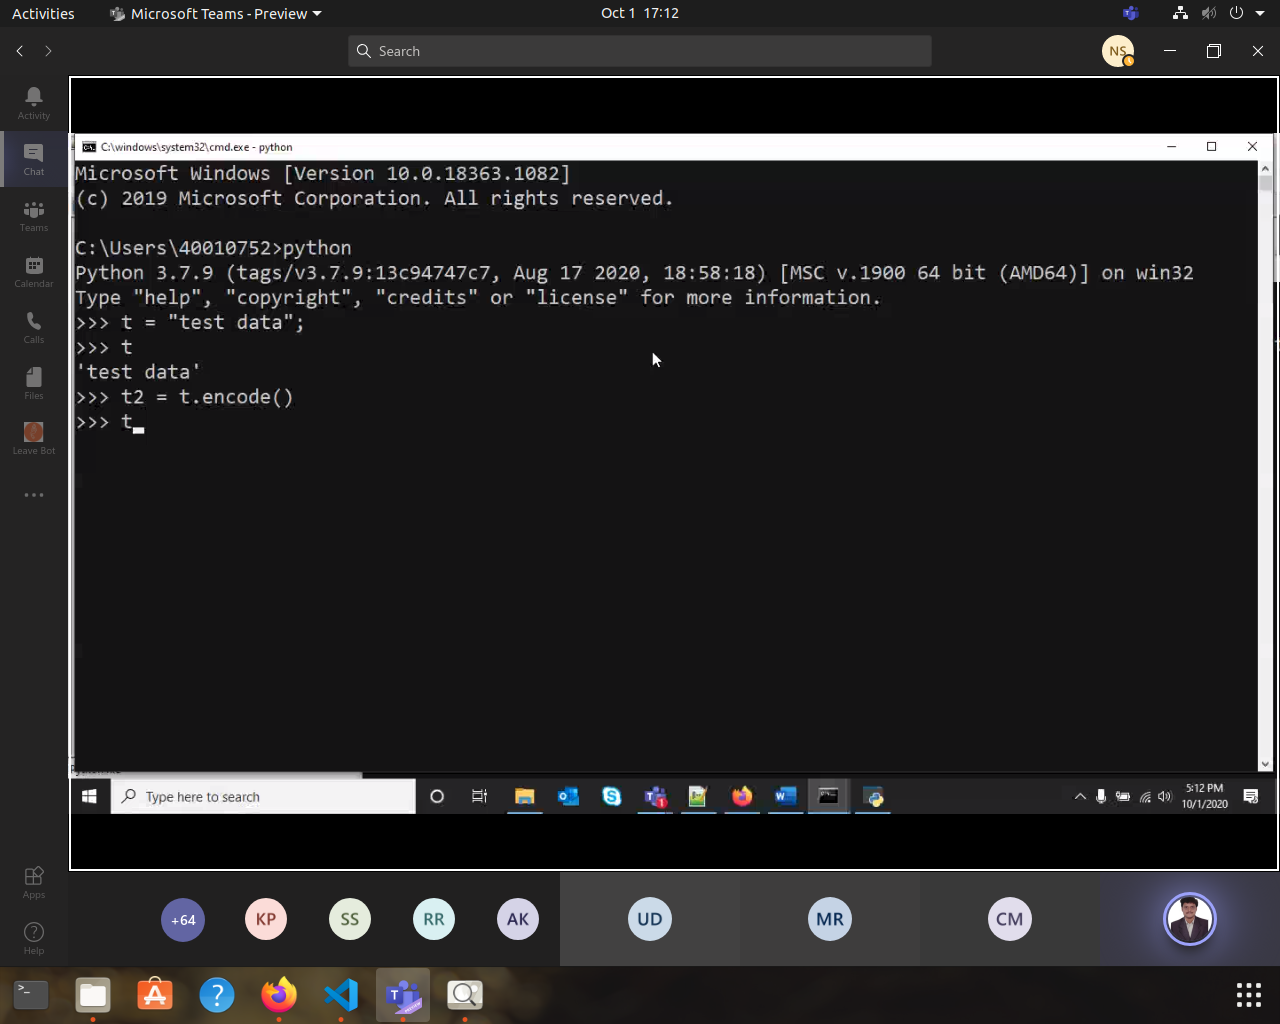 Activities
Microsoft Teams - Preview
Oct 1 17:12
Search
NS
Activity
Chat
Teams
Calendar
Calls
Files
Leave Bot
Apps
Help
C:\windows\system32\cmd.exe - python
Microsoft Windows [Version 10.0.18363.1082]
(c) 2019 Microsoft Corporation. All rights reserved.
C:\Users\40010752>python
Python 3.7.9 (tags/v3.7.9:13c94747c7, Aug 17 2020, 18:58:18) [MSC v.1900 64 bit (AMD64)] on win32
Type "help", "copyright", "credits" or "license" for more information.
>>> t = "test data";
>>> t
'test data'
>>> t2 = t.encode()
>>> t
Type here to search
1
5:12 PM
10/1/2020
+64
KP
SS
RR
AK
UD
MR
CM